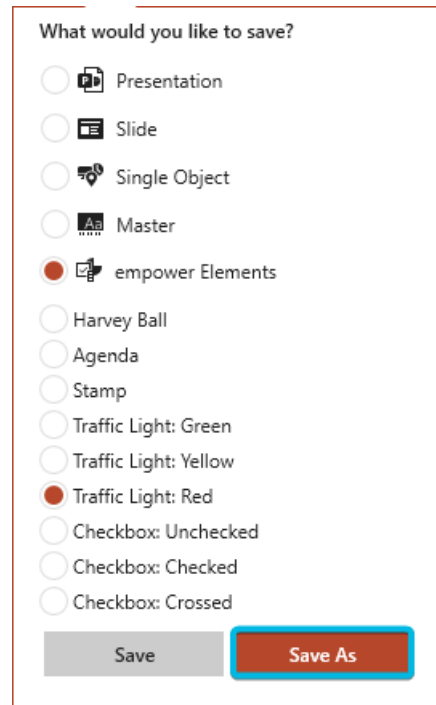 What would you like to save?
Presentation
Slide
Single Object
Master
empower Elements
Harvey Ball
Agenda
Stamp
Traffic Light: Green
Traffic Light: Yellow
Traffic Light: Red
Checkbox: Unchecked
Checkbox: Checked
Checkbox: Crossed
Save Save As